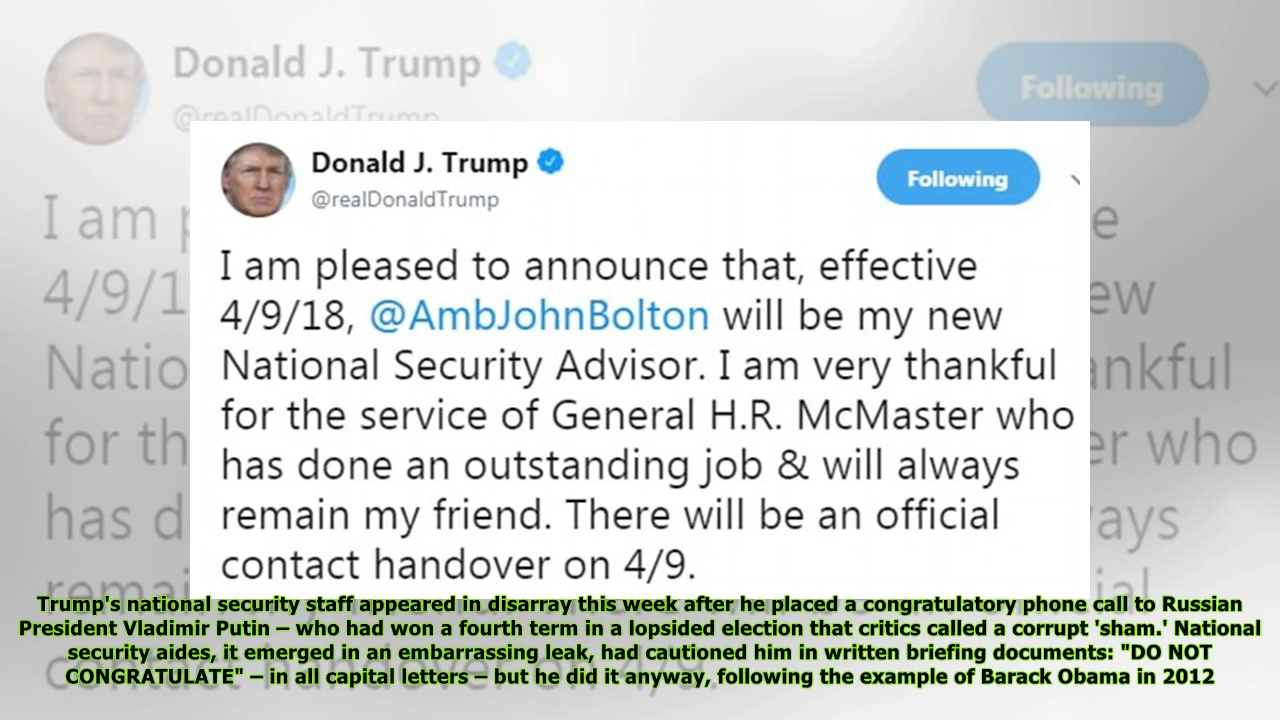 Donald J. Trump
@realDonaldTrump
Following
I am pleased to announce that, effective
4/9/18, @AmbJohnBolton will be my new
National Security Advisor. I am very thankful
for the service of General H.R. McMaster who
has done an outstanding job & will always
remain my friend. There will be an official
contact handover on 4/9.
Trump's national security staff appeared in disarray this week after he placed a congratulatory phone call to Russian
President Vladimir Putin – who had won a fourth term in a lopsided election that critics called a corrupt 'sham.' National
security aides, it emerged in an embarrassing leak, had cautioned him in written briefing documents: "DO NOT
CONGRATULATE" – in all capital letters – but he did it anyway, following the example of Barack Obama in 2012